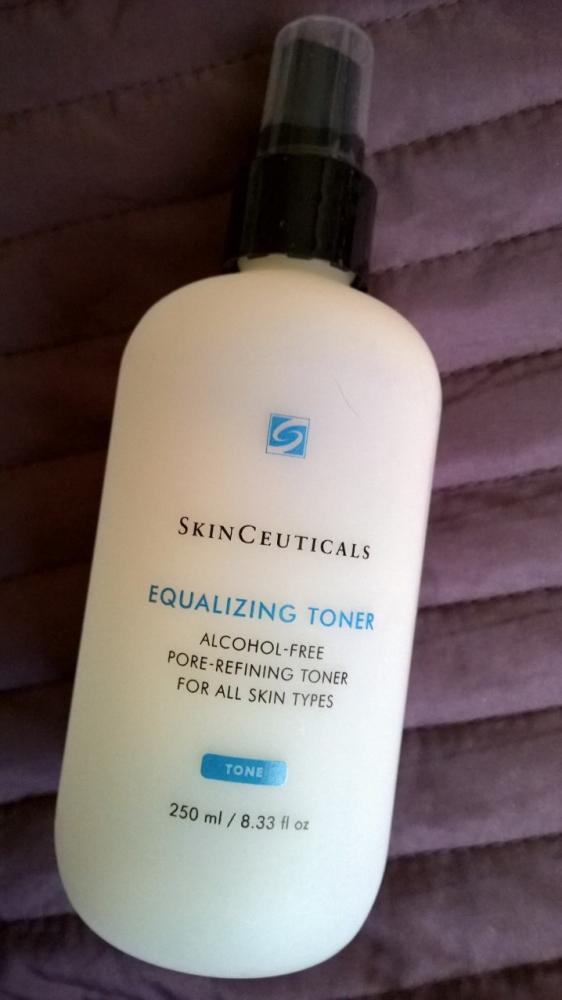 SKINCEUTICALS
EQUALIZING TONER
ALCOHOL-FREE
PORE-REFINING TONER
FOR ALL SKIN TYPES
TONE
250 ml / 8.33 fl oz